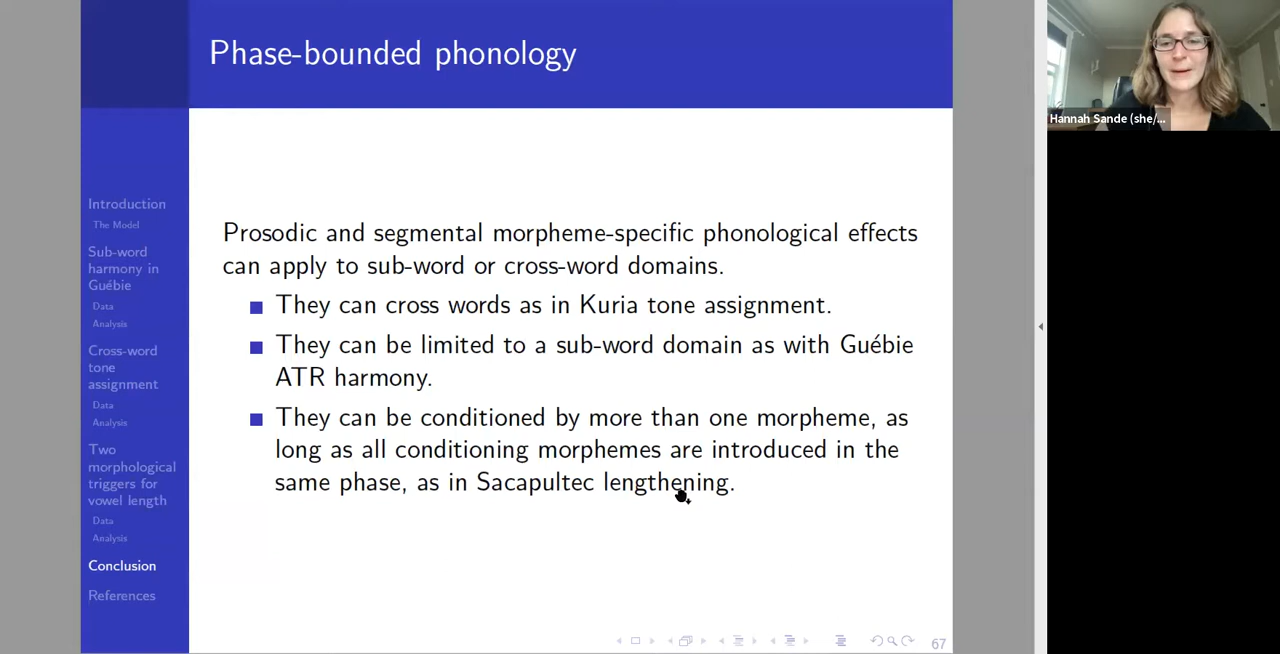 Phase-bounded phonology
Introduction
The Model
Sub-word
harmony in
Guébie
Data
Analysis
Cross-word
tone
assignment
Data
Analysis
Two
morphological
triggers for
vowel length
Data
Analysis
Conclusion
References
Prosodic and segmental morpheme-specific phonological effects
can apply to sub-word or cross-word domains.
They can cross words as in Kuria tone assignment.
They can be limited to a sub-word domain as with Guébie
ATR harmony.
They can be conditioned by more than one morpheme, as
long as all conditioning morphemes are introduced in the
same phase, as in Sacapultec lengthening.
67
Hannah Sande (she/...